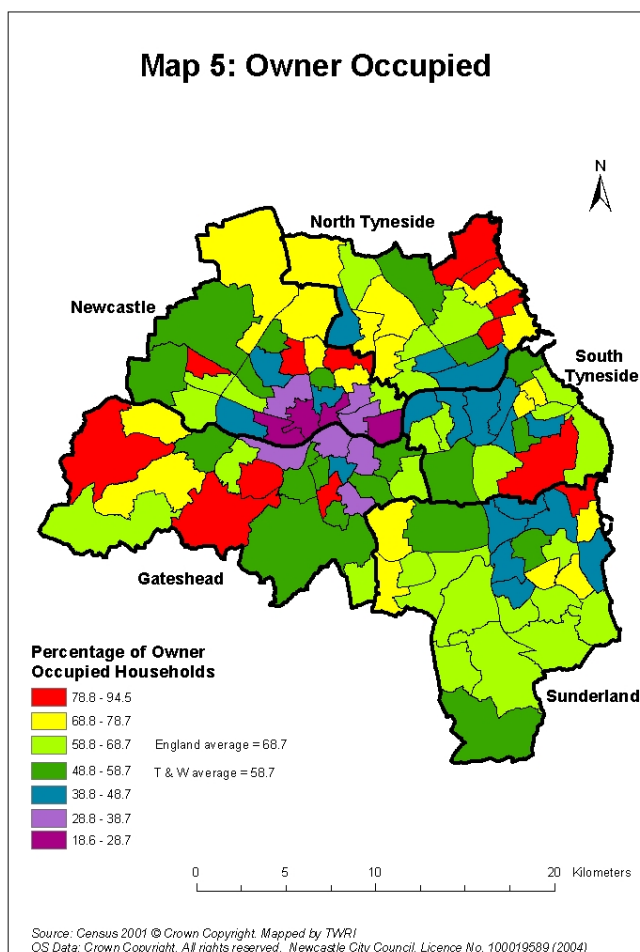 Map 5: Owner Occupied
N
North Tyneside
Newcastle
South
Tyneside
Gateshead
Sunderland
Percentage of Owner
Occupied Households
78.8 - 94.5
68.8 - 78.7
58.8 - 68.7 England average = 68.7
48.8 - 58.7 T & W average = 58.7
38.8 - 48.7
28.8 - 38.7
18.6 - 28.7
0 5 10 20 Kilometers
Source: Census 2001 © Crown Copyright. Mapped by TWRI
OS Data: Crown Copyright. All rights reserved. Newcastle City Council. Licence No. 100019589 (2004)